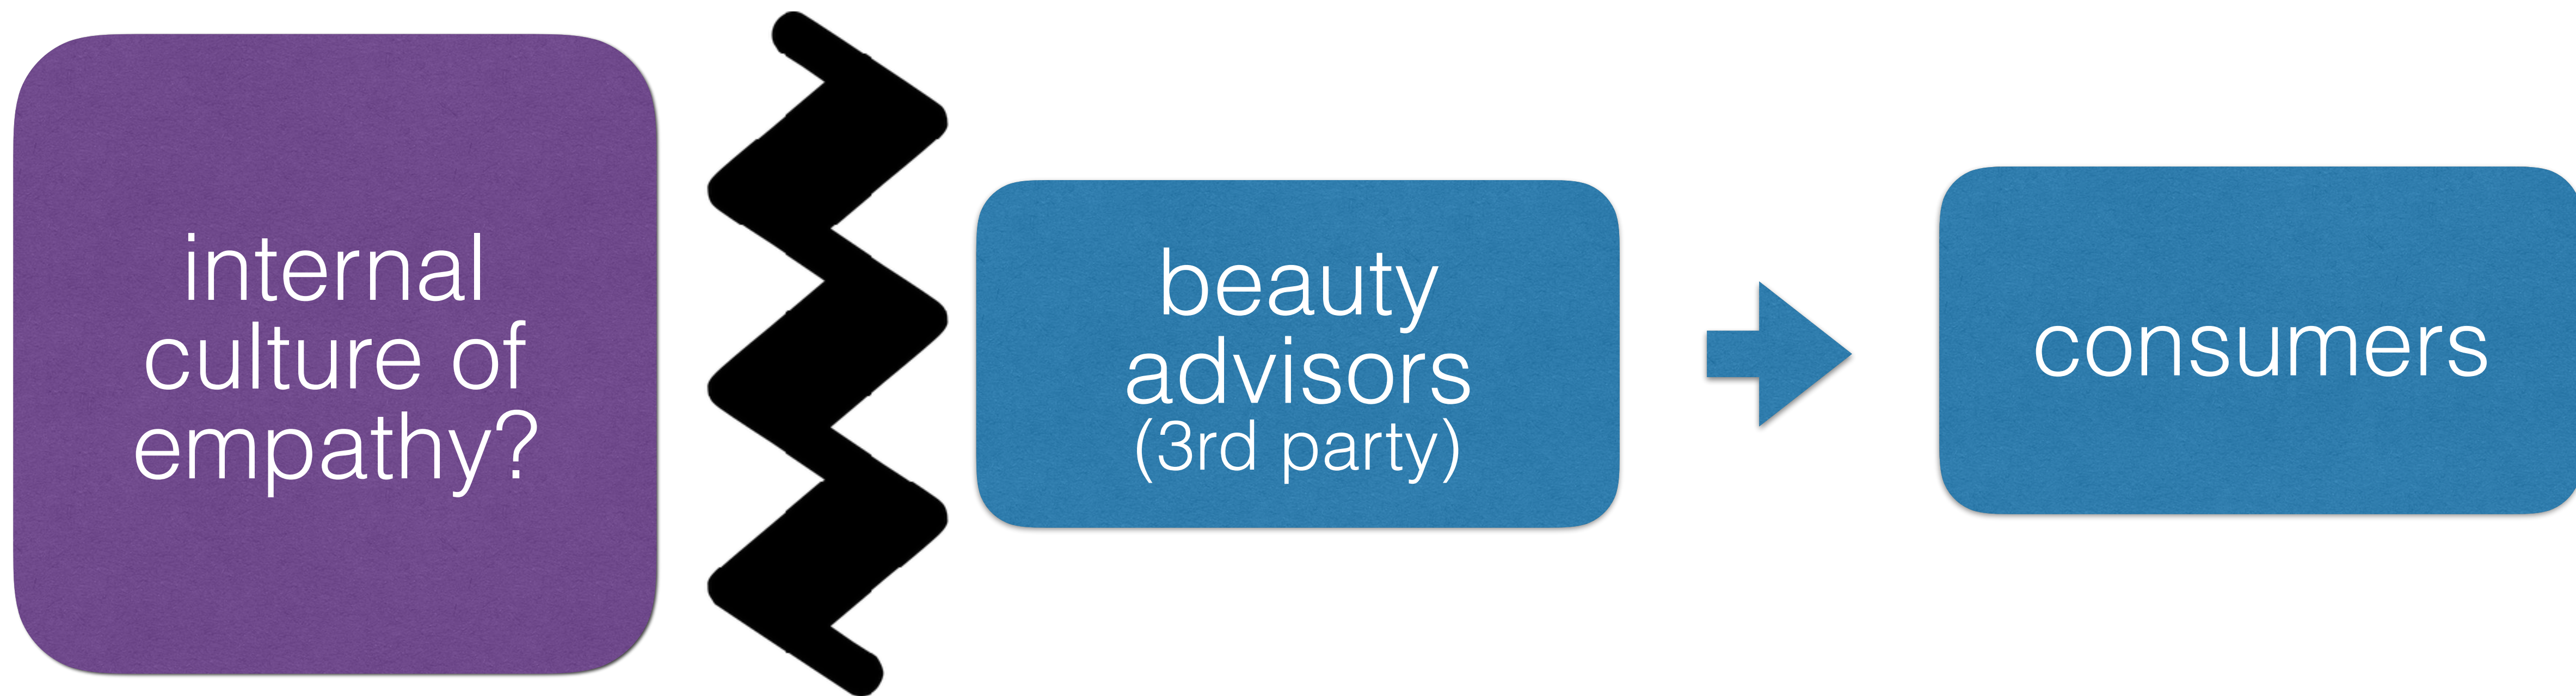 internal
culture of
empathy?
beauty
advisors
(3rd party)
consumers